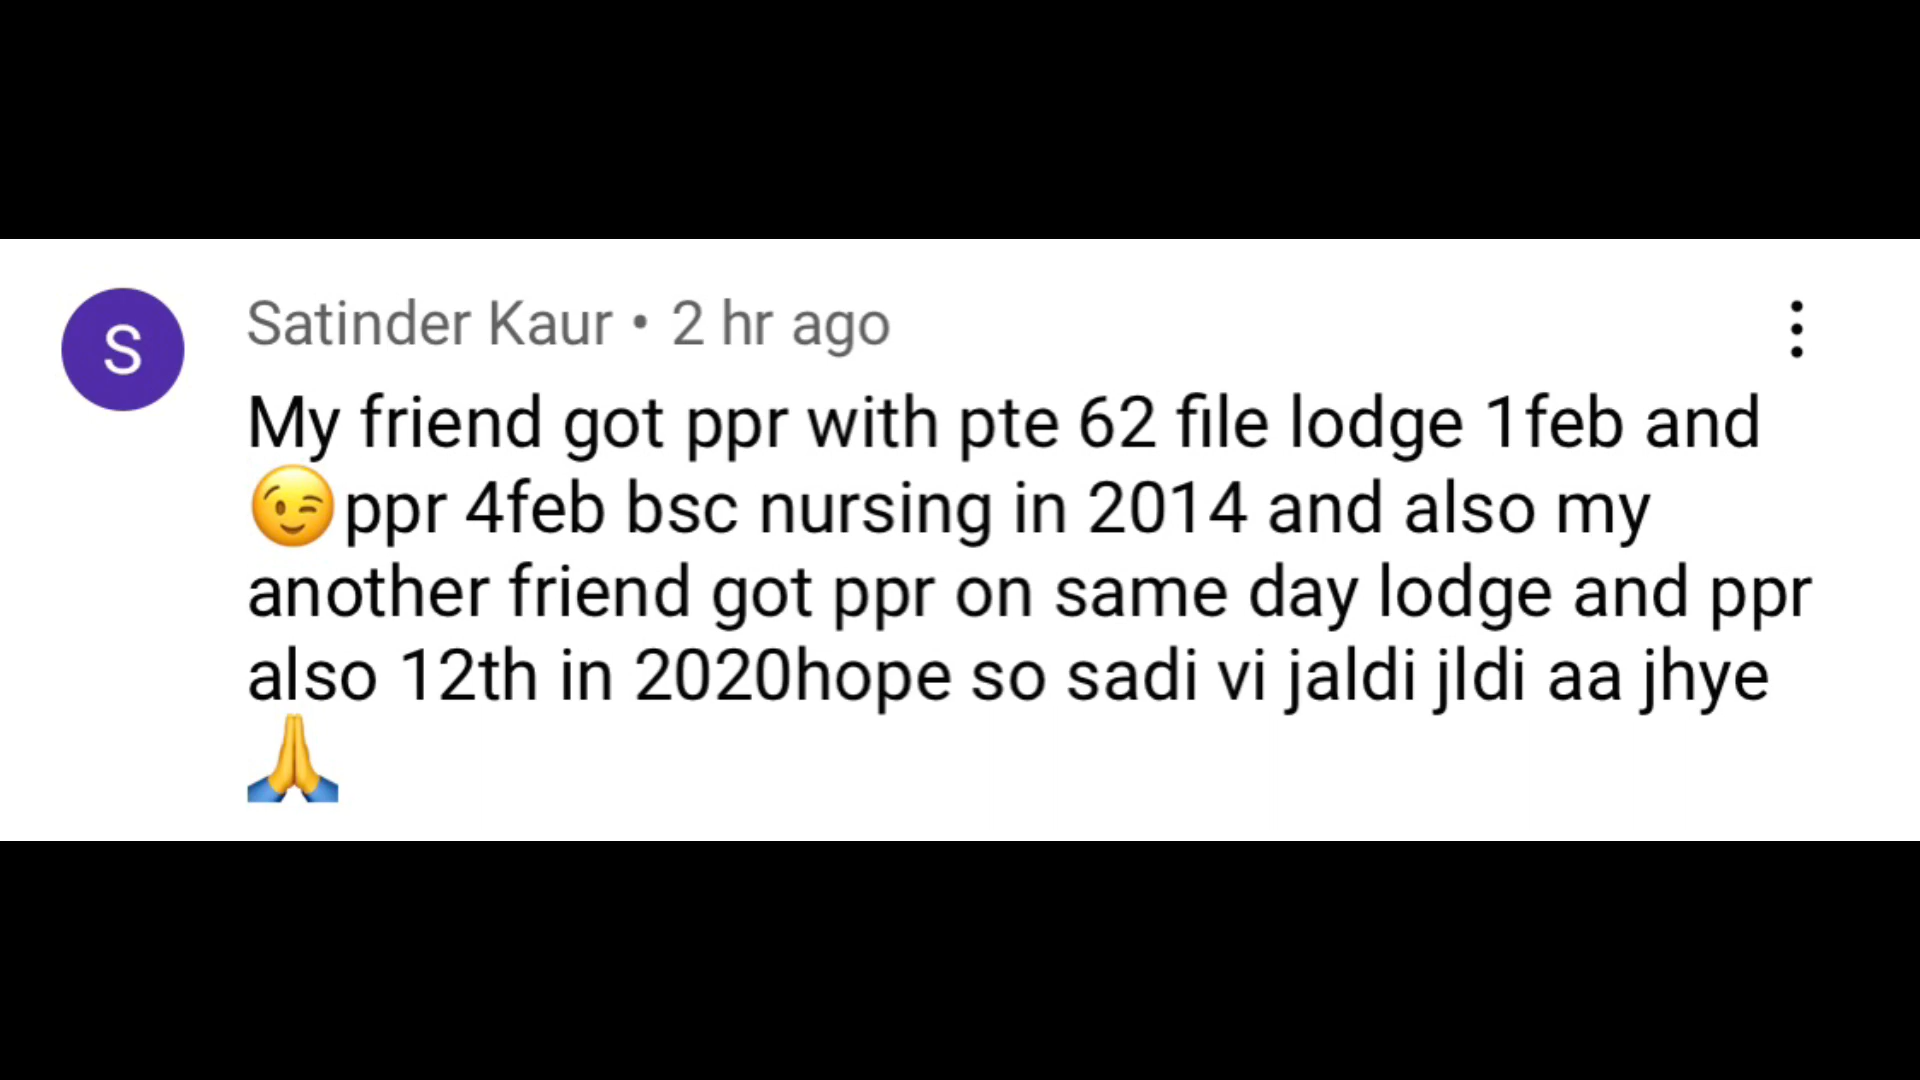 S
Satinder Kaur • 2 hr ago
My friend got ppr with pte 62 file lodge 1feb and
😉ppr 4feb bsc nursing in 2014 and also my
another friend got ppr on same day lodge and ppr
also 12th in 2020hope so sadi vi jaldi jldi aa jhye
🙏